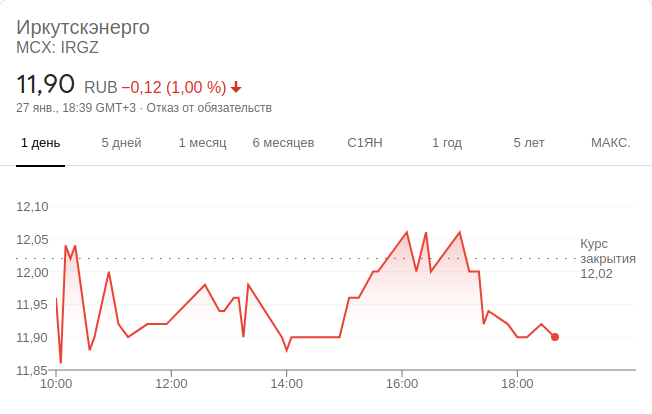 Иркутскэнерго
MCX: IRGZ
11,90 RUB −0,12 (1,00 %)
27 янв., 18:39 GMT+3 · Отказ от обязательств
1 день 5 дней 1 месяц 6 месяцев С1ЯН 1 год 5 лет МАКС.
12,10
12,05
12,00
11,95
11,90
11,85
Курс
закрытия
12,02
10:00 12:00 14:00 16:00 18:00